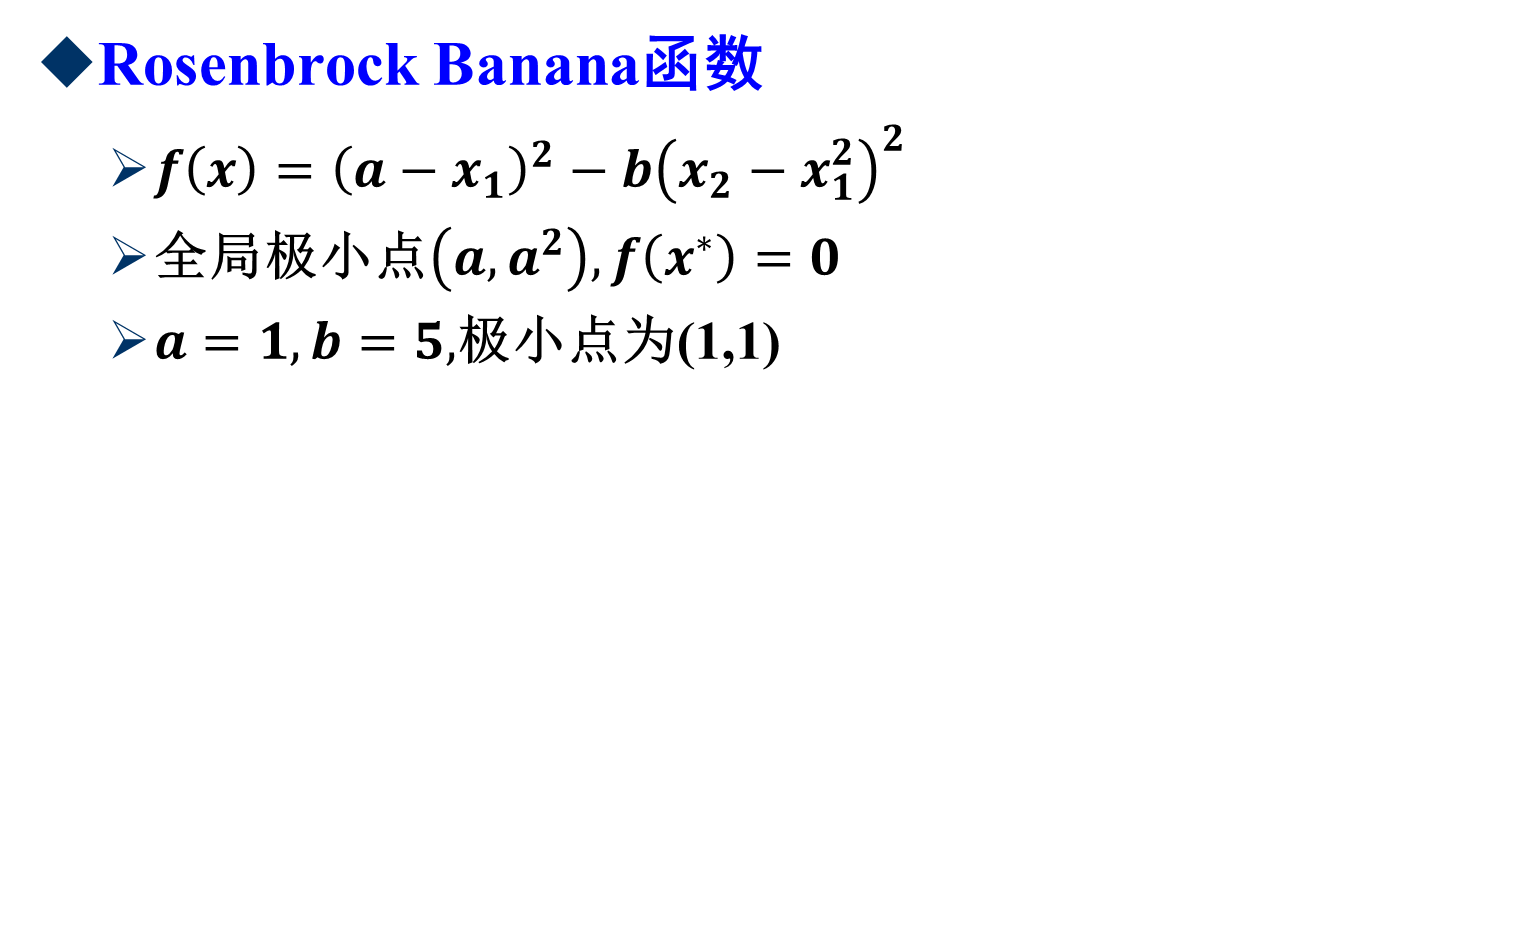 ◆Rosenbrock Banana函数
➢f(x) = (a − x₁)² − b(x₂ − x₁²)²
➢全局极小点(a, a²), f(x*) = 0
➢a = 1, b = 5,极小点为(1,1)